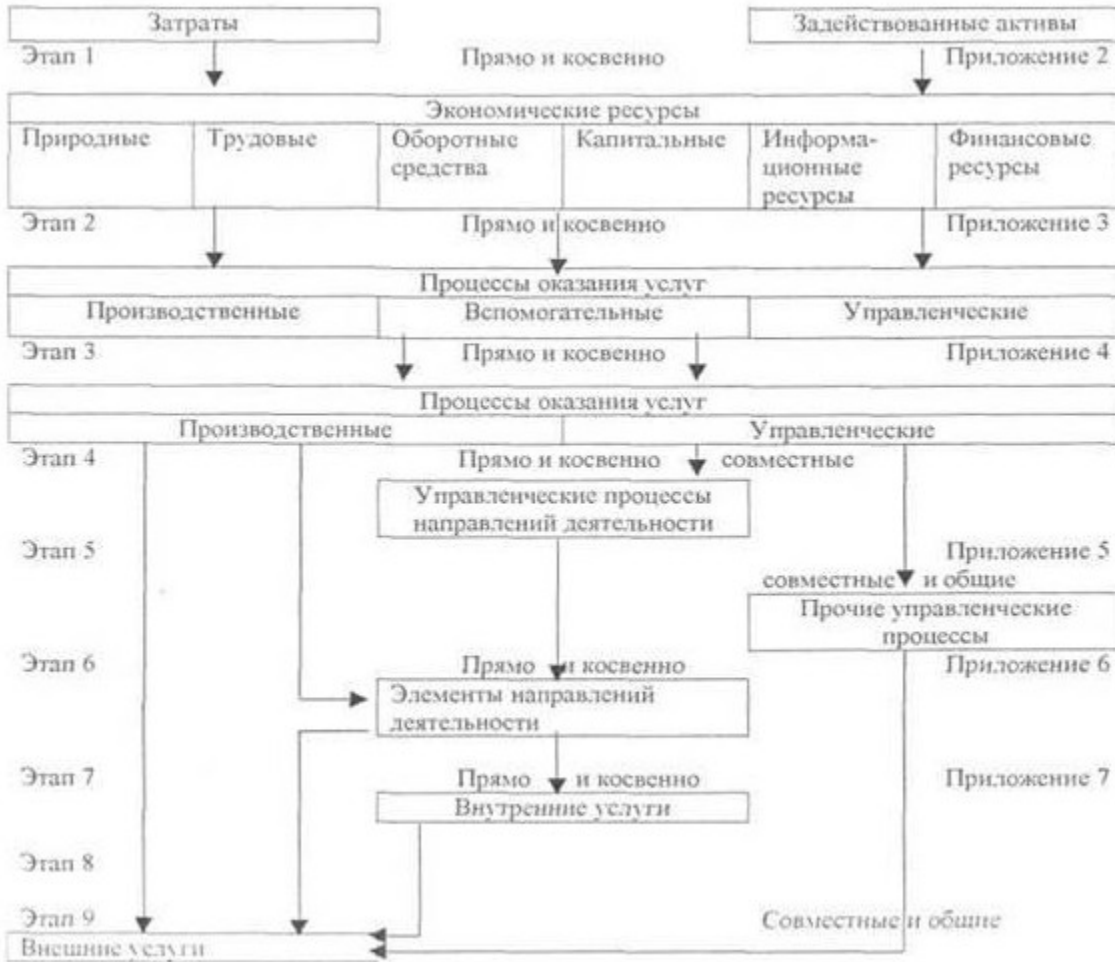 Затраты
Задействованные активы
Этап 1
Прямо и косвенно
Приложение 2
Экономические ресурсы
Природные
Трудовые
Оборотные
средства
Капитальные
Информа-
ционные
ресурсы
Финансовые
ресурсы
Этап 2
Прямо и косвенно
Приложение 3
Процессы оказания услуг
Производственные
Вспомогательные
Управленческие
Этап 3
Прямо и косвенно
Приложение 4
Процессы оказания услуг
Производственные
Управленческие
Этап 4
Прямо и косвенно
совместные
Управленческие процессы
направлений деятельности
Этап 5
Приложение 5
совместные и общие
Прочие управленческие
процессы
Этап 6
Прямо и косвенно
Приложение 6
Элементы направлений
деятельности
Этап 7
Прямо и косвенно
Приложение 7
Внутренние услуги
Этап 8
Этап 9
Совместные и общие
Внешние услуги